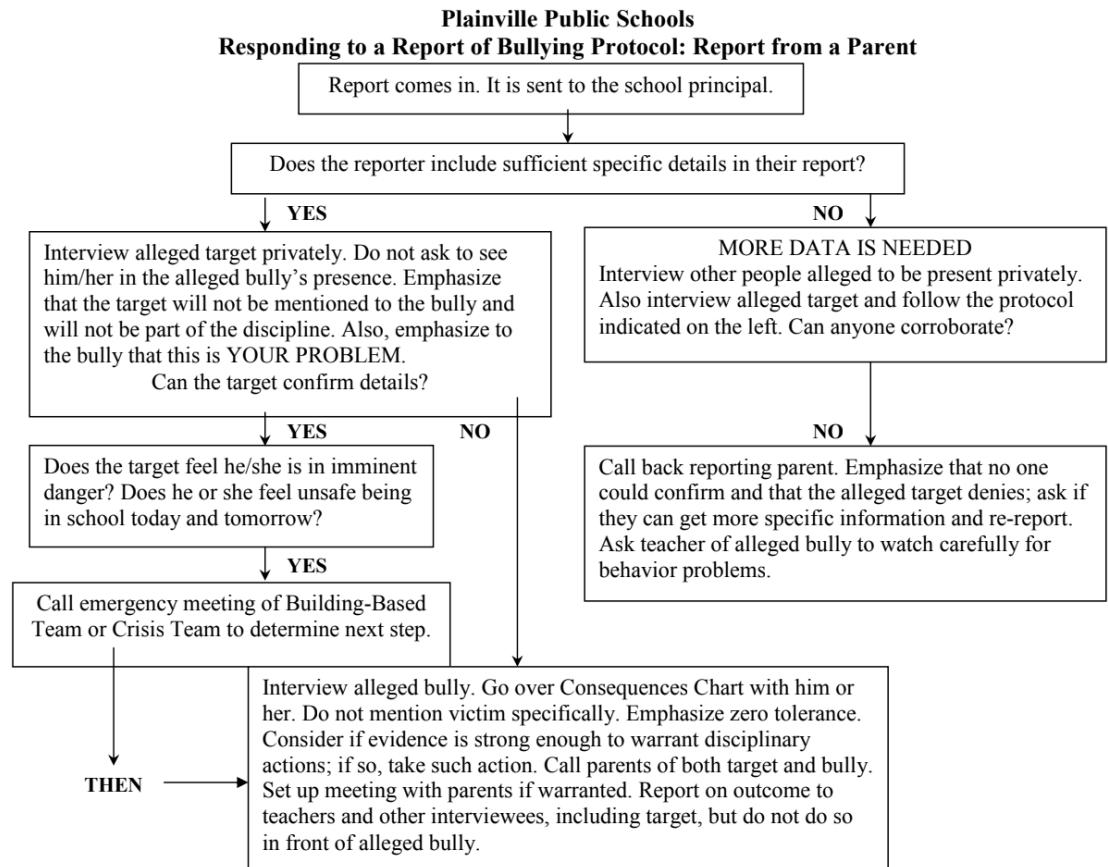 Plainville Public Schools
Responding to a Report of Bullying Protocol: Report from a Parent
Report comes in. It is sent to the school principal.
Does the reporter include sufficient specific details in their report?
YES
NO
Interview alleged target privately. Do not ask to see
him/her in the alleged bully’s presence. Emphasize
that the target will not be mentioned to the bully and
will not be part of the discipline. Also, emphasize to
the bully that this is YOUR PROBLEM.
Can the target confirm details?
MORE DATA IS NEEDED
Interview other people alleged to be present privately.
Also interview alleged target and follow the protocol
indicated on the left. Can anyone corroborate?
YES
NO
NO
Does the target feel he/she is in imminent
danger? Does he or she feel unsafe being
in school today and tomorrow?
Call back reporting parent. Emphasize that no one
could confirm and that the alleged target denies; ask if
they can get more specific information and re-report.
Ask teacher of alleged bully to watch carefully for
behavior problems.
YES
Call emergency meeting of Building-Based
Team or Crisis Team to determine next step.
THEN
Interview alleged bully. Go over Consequences Chart with him or
her. Do not mention victim specifically. Emphasize zero tolerance.
Consider if evidence is strong enough to warrant disciplinary
actions; if so, take such action. Call parents of both target and bully.
Set up meeting with parents if warranted. Report on outcome to
teachers and other interviewees, including target, but do not do so
in front of alleged bully.